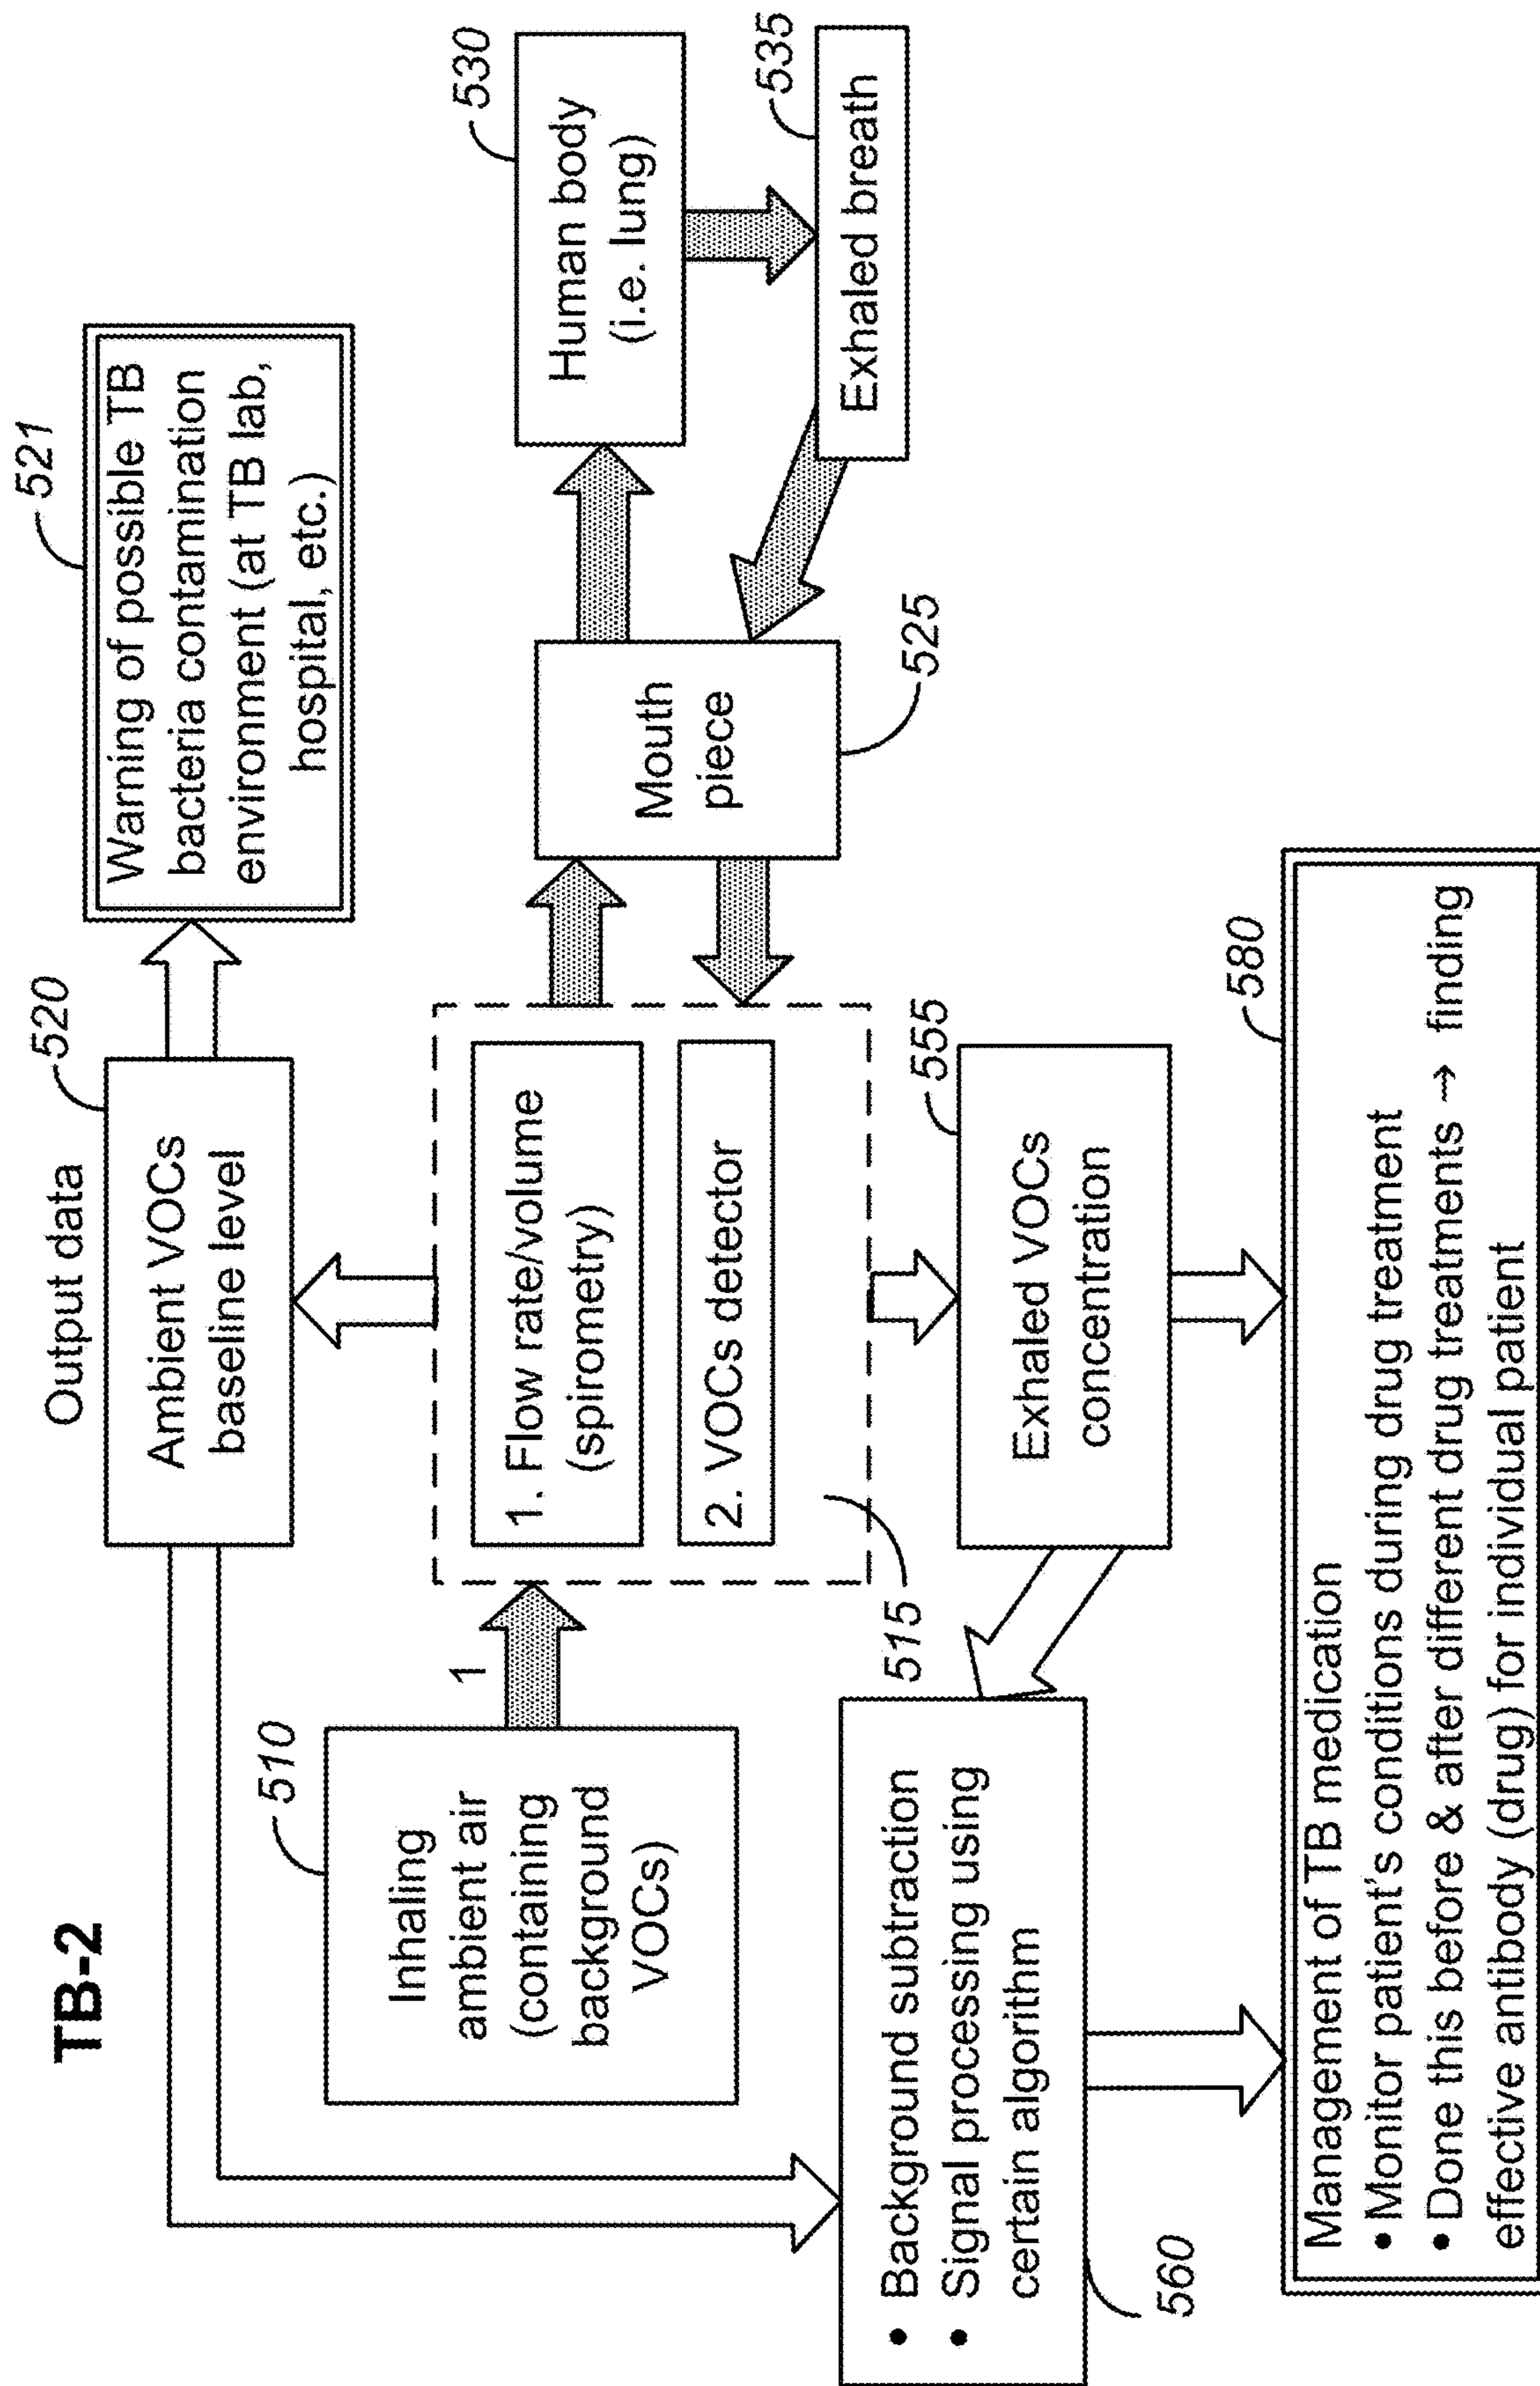 TB-2
Output data
520
Ambient VOCs
baseline level
521
Warning of possible TB
bacteria contamination
environment (at TB lab,
hospital, etc.)
510
Inhaling
ambient air
(containing
background
VOCs)
1
1. Flow rate/volume
(spirometry)
2. VOCs detector
515
Mouth
piece
525
530
Human body
(i.e. lung)
535
Exhaled breath
555
Exhaled VOCs
concentration
• Background subtraction
• Signal processing using
certain algorithm
560
580
Management of TB medication
• Monitor patient's conditions during drug treatment
• Done this before & after different drug treatments → finding
effective antibody (drug) for individual patient